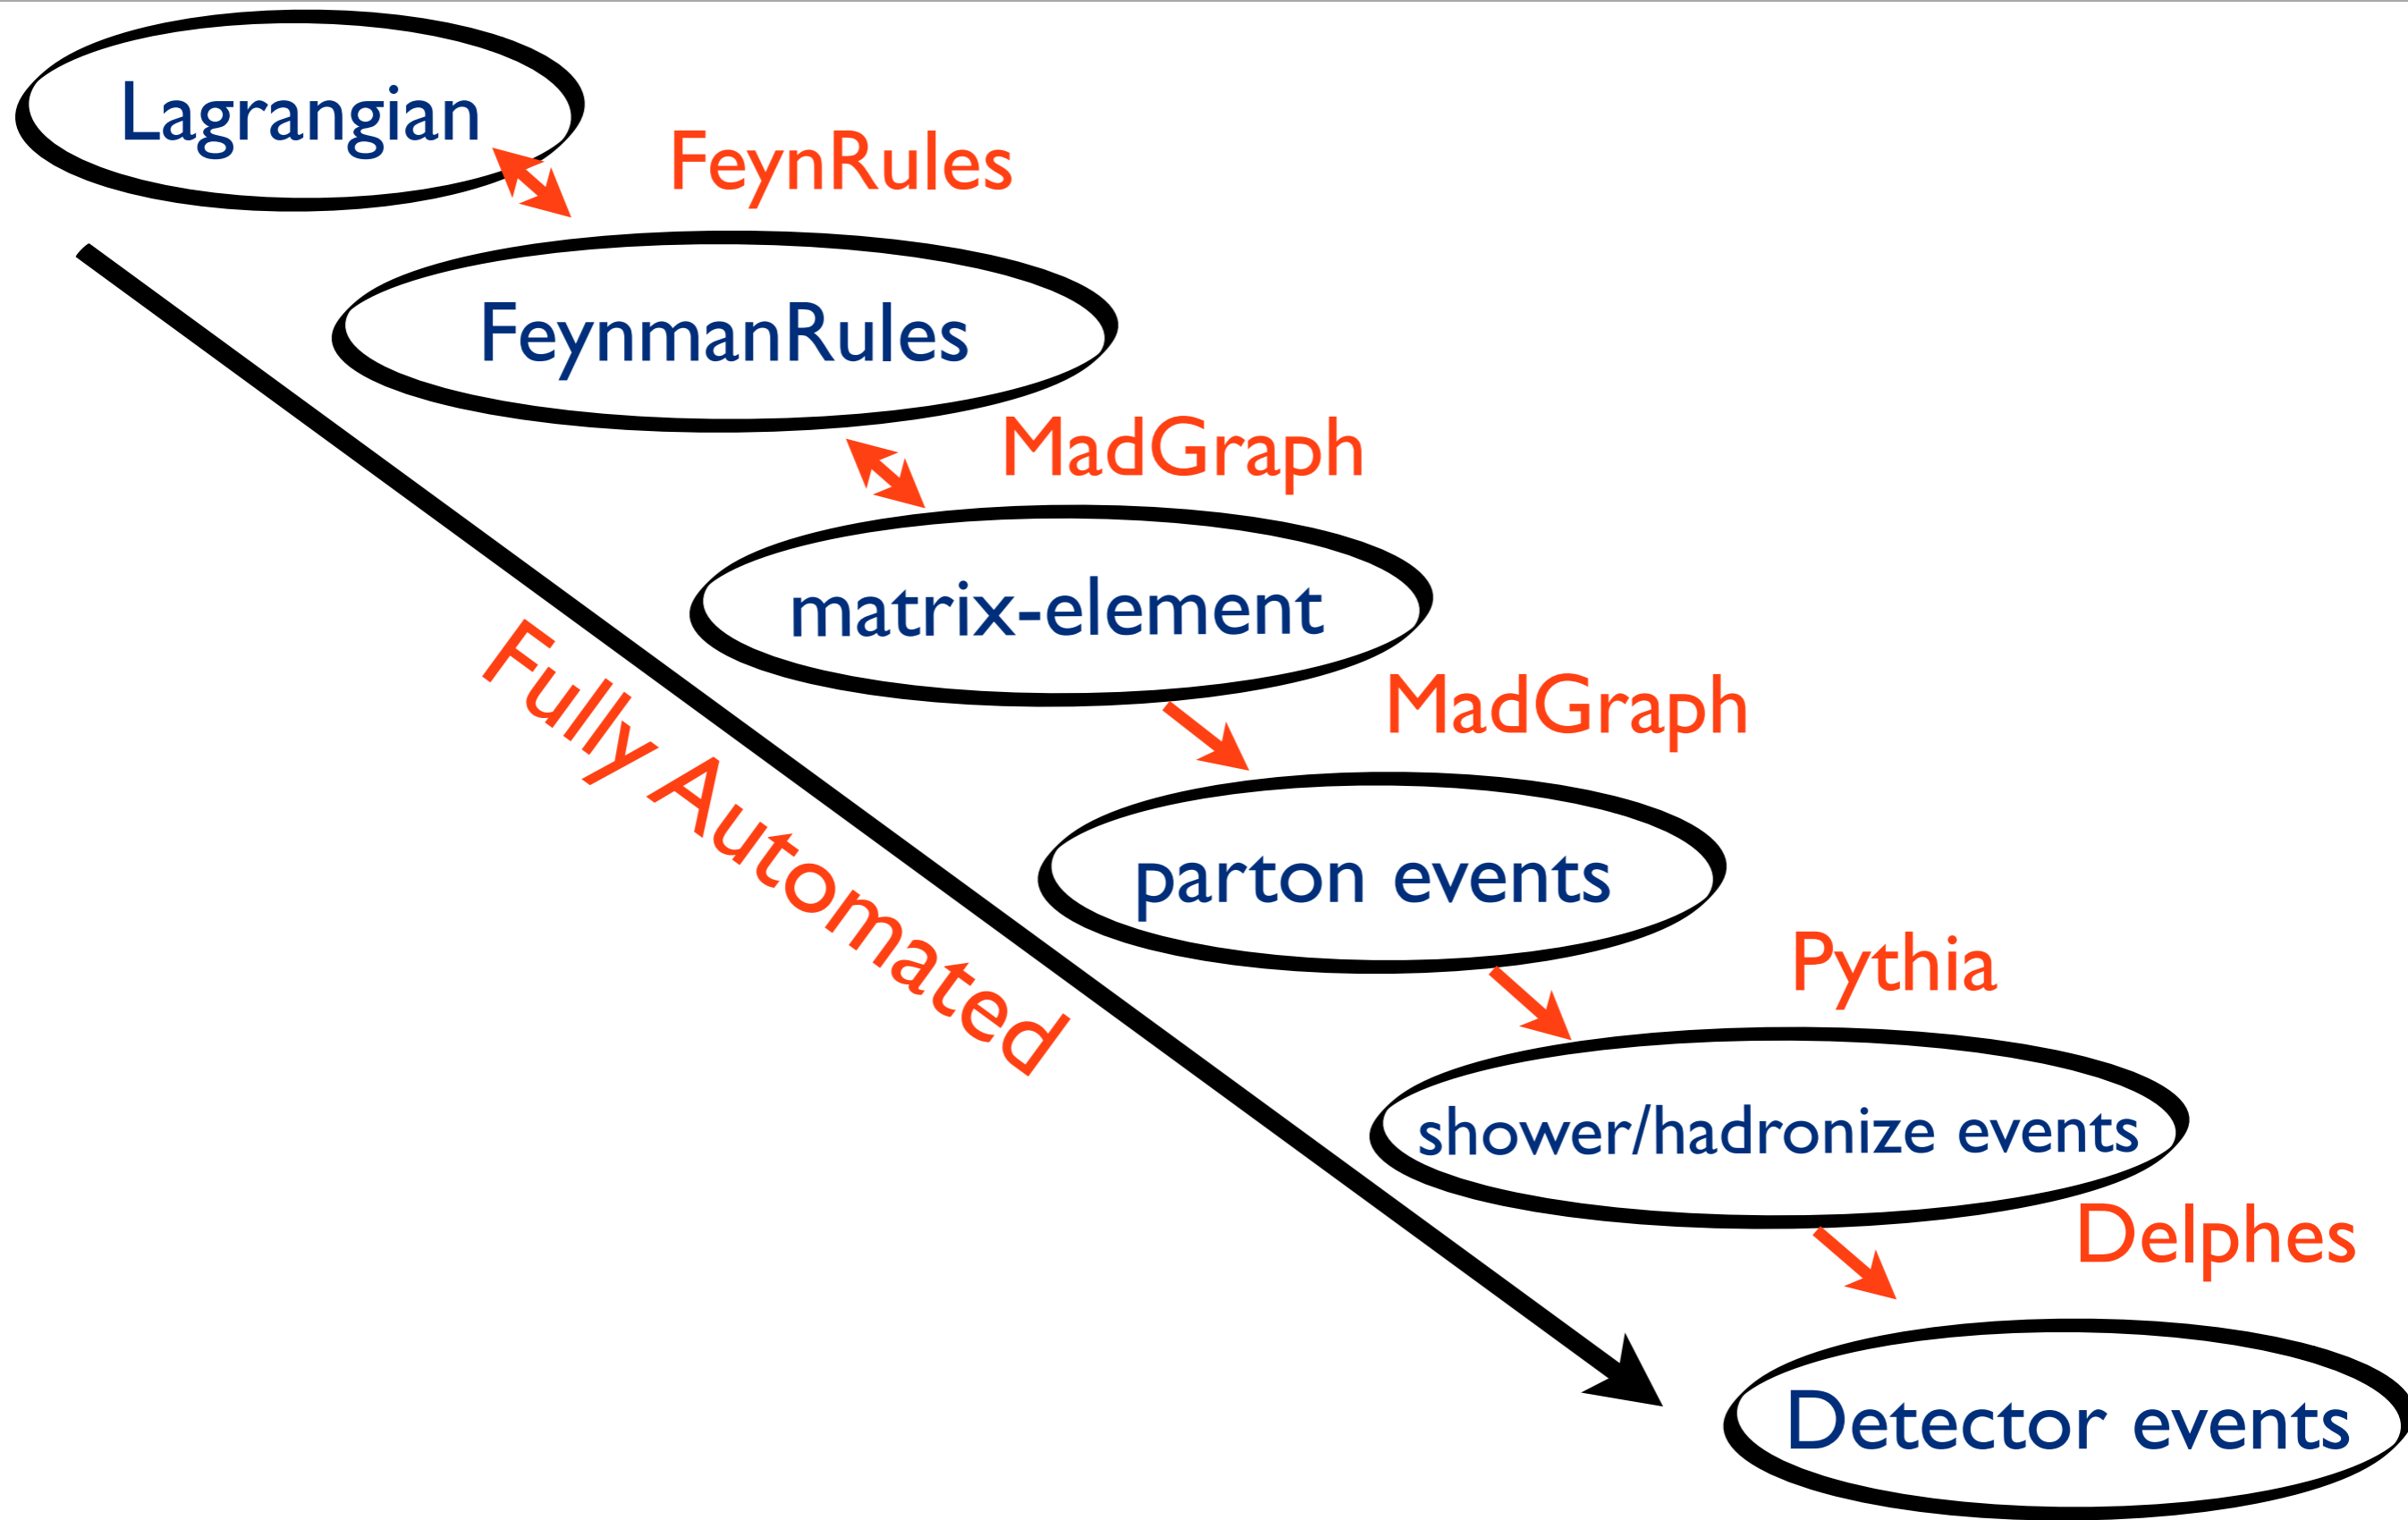 Lagrangian
FeynRules
FeynmanRules
MadGraph
matrix-element
MadGraph
Fully Automated
parton events
Pythia
shower/hadronize events
Delphes
Detector events